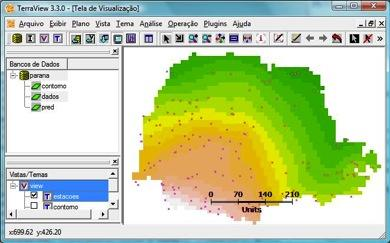 TerraView 3.3.0 - [Tela de Visualização]
Arquivo Exibir Plano Vista Tema Análise Operação Plugins ? Ajuda
Bancos de Dados
parana
contorno
dados
pred
Vistas/Temas
view
estacoes
contorno
0 70 140 210
Units
x:699.62 y:426.20